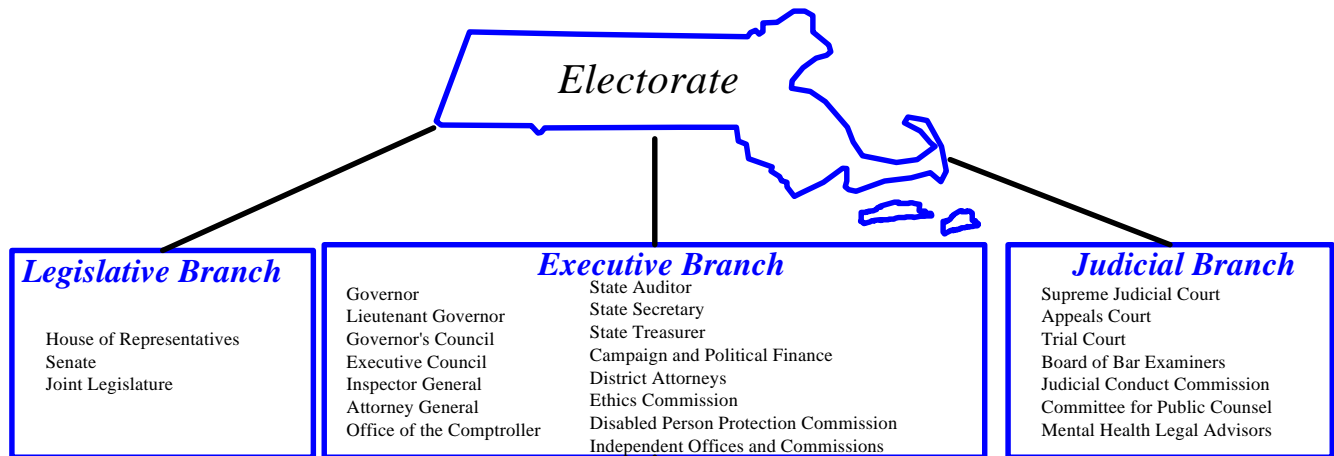 Electorate
Legislative Branch
House of Representatives
Senate
Joint Legislature
Executive Branch
Governor
Lieutenant Governor
Governor's Council
Executive Council
Inspector General
Attorney General
Office of the Comptroller
State Auditor
State Secretary
State Treasurer
Campaign and Political Finance
District Attorneys
Ethics Commission
Disabled Person Protection Commission
Independent Offices and Commissions
Judicial Branch
Supreme Judicial Court
Appeals Court
Trial Court
Board of Bar Examiners
Judicial Conduct Commission
Committee for Public Counsel
Mental Health Legal Advisors